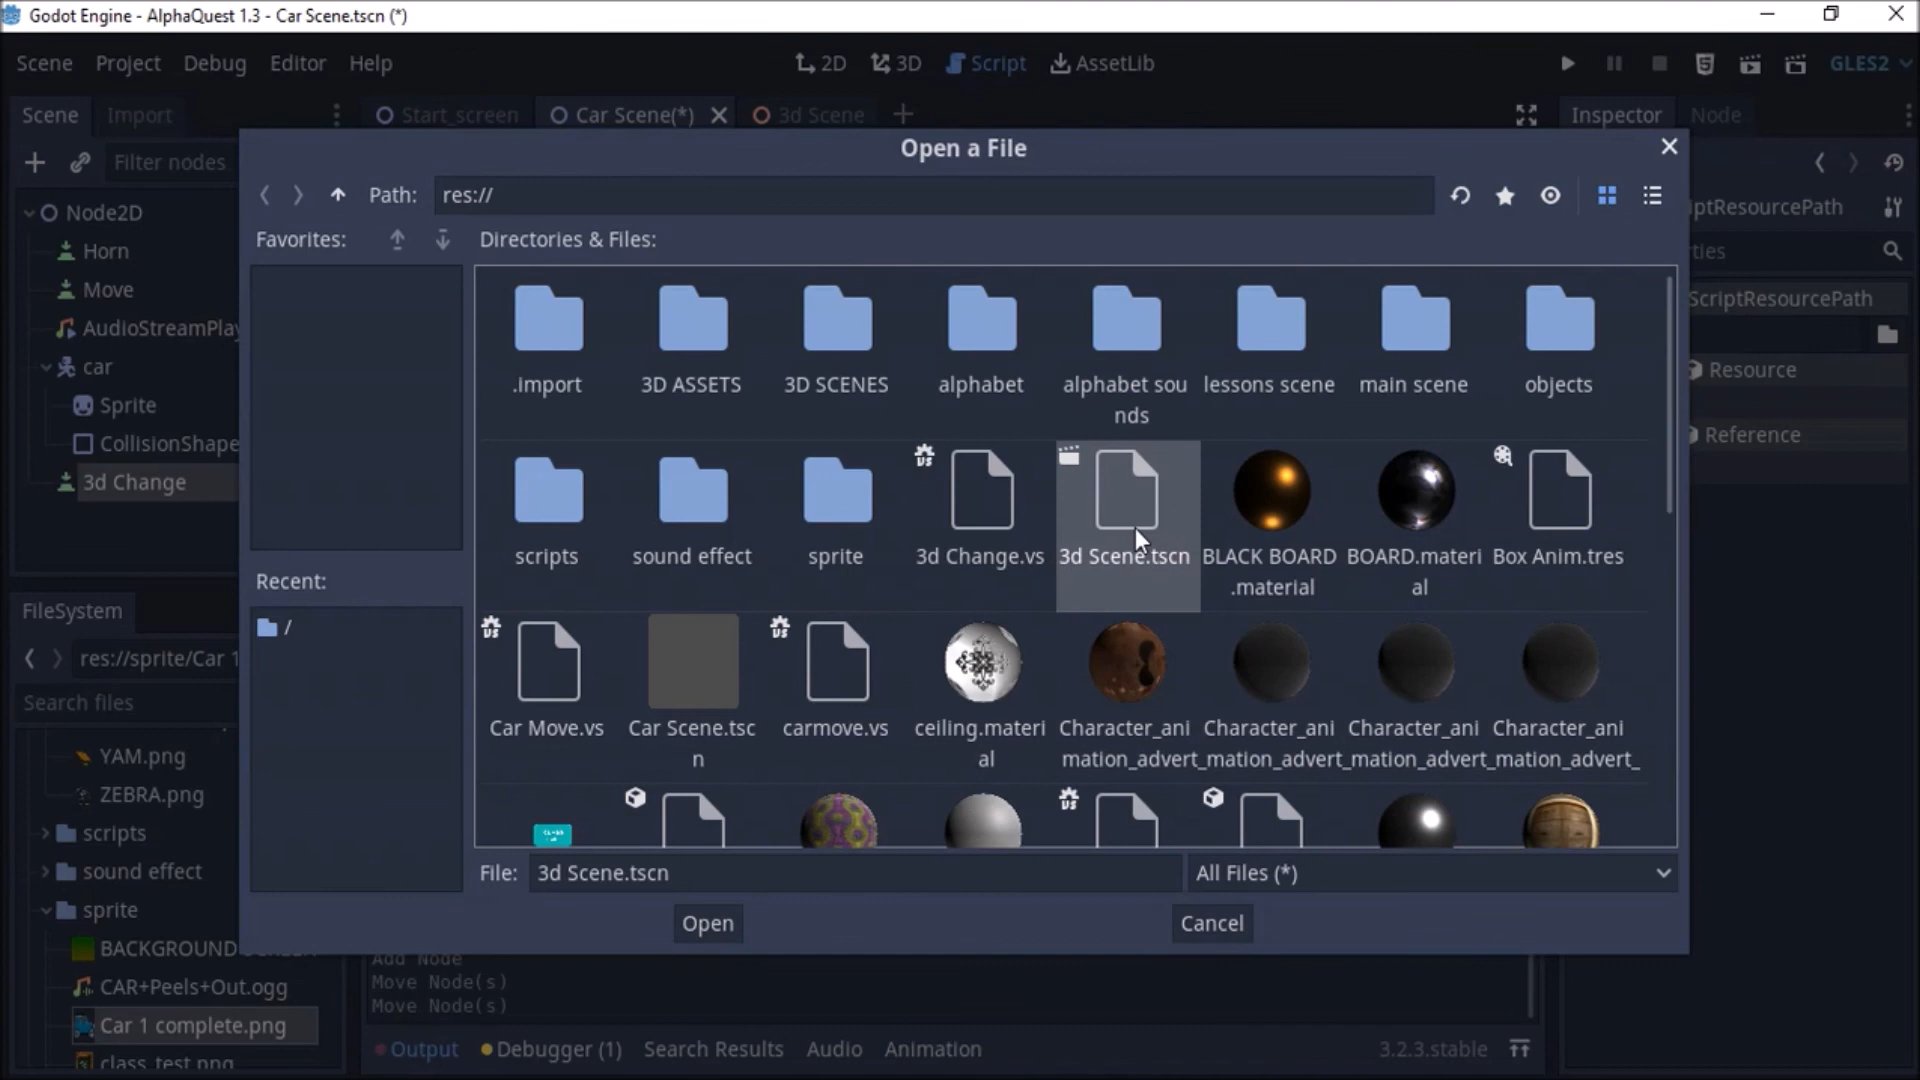 Godot Engine - AlphaQuest 1.3 - Car Scene.tscn (*)
Scene Project Debug Editor Help
2D 3D Script AssetLib
GLES2
Scene Import
Start_screen Car Scene(*) 3d Scene
Inspector Node
Filter nodes
Open a File
Path: res://
Favorites:
Directories & Files:
Node2D
Horn
Move
AudioStreamPlay
car
Sprite
CollisionShape
3d Change
iptResourcePath
ties
ScriptResourcePath
Resource
Reference
.import 3D ASSETS 3D SCENES alphabet alphabet sou lessons scene main scene objects
nds
scripts sound effect sprite 3d Change.vs 3d Scene.tscn BLACK BOARD BOARD.materi Box Anim.tres
.material al
Recent:
/
Car Move.vs Car Scene.tsc carmove.vs ceiling.materi Character_ani Character_ani Character_ani Character_ani
n al mation_advert_mation_advert_mation_advert_mation_advert_
File: 3d Scene.tscn All Files (*)
Open Cancel
FileSystem
res://sprite/Car 1
Search files
YAM.png
ZEBRA.png
scripts
sound effect
sprite
BACKGROUND
CAR+Peels+Out.ogg
Car 1 complete.png
class test.png
Add Node
Move Node(s)
Move Node(s)
Output Debugger (1) Search Results Audio Animation 3.2.3.stable